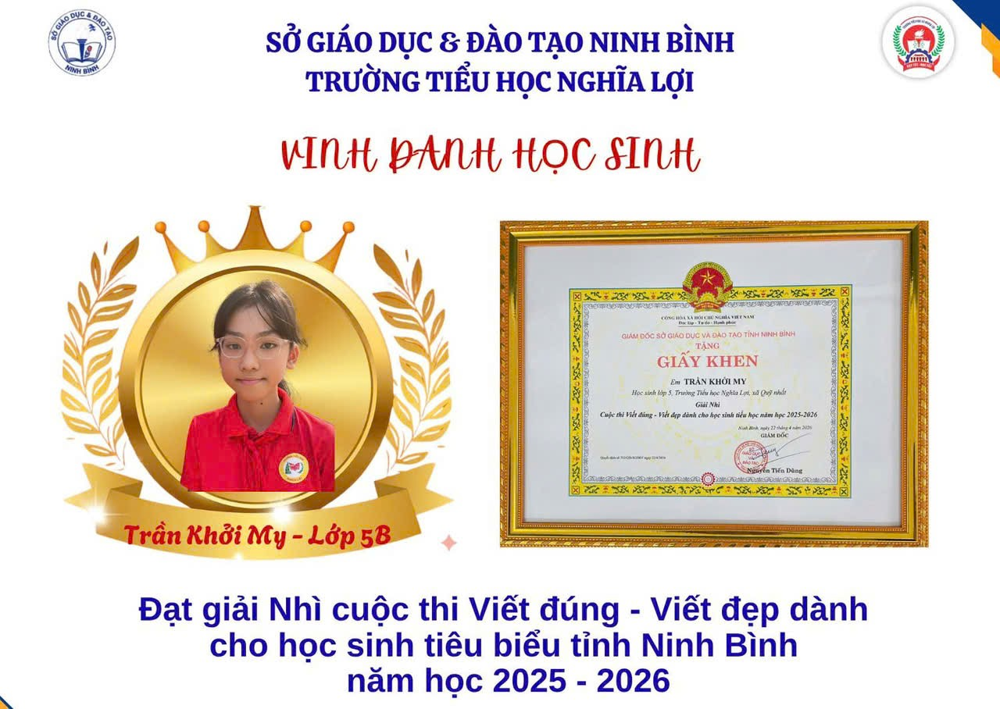 SỞ GIÁO DỤC & ĐÀO TẠO
NINH BÌNH
SỞ GIÁO DỤC & ĐÀO TẠO NINH BÌNH
TRƯỜNG TIỂU HỌC NGHĨA LỢI
VINH DANH HỌC SINH
Trần Khởi My - Lớp 5B
CỘNG HÒA XÃ HỘI CHỦ NGHĨA VIỆT NAM
Độc lập - Tự do - Hạnh phúc
GIÁM ĐỐC SỞ GIÁO DỤC VÀ ĐÀO TẠO TỈNH NINH BÌNH
TẶNG
GIẤY KHEN
Em TRẦN KHỞI MY
Học sinh lớp 5, Trường Tiểu học Nghĩa Lợi, xã Quỹ nhất
Giải Nhì
Cuộc thi Viết đúng - Viết đẹp dành cho học sinh tiểu học năm học 2025-2026
Ninh Bình, ngày 22 tháng 4 năm 2026
GIÁM ĐỐC
SỞ
GIÁO DỤC
VÀ
ĐÀO TẠO
Nguyễn Tiến Dũng
Đạt giải Nhì cuộc thi Viết đúng - Viết đẹp dành
cho học sinh tiêu biểu tỉnh Ninh Bình
năm học 2025 - 2026